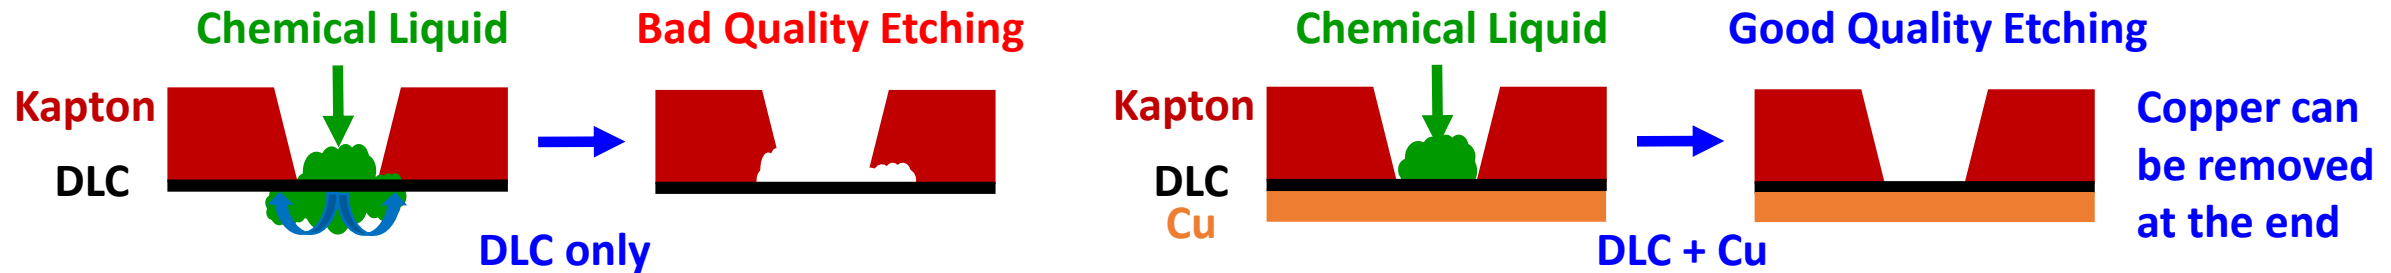 Chemical Liquid
Bad Quality Etching
Kapton
DLC
DLC only
Chemical Liquid
Good Quality Etching
Kapton
DLC
Cu
DLC + Cu
Copper can
be removed
at the end